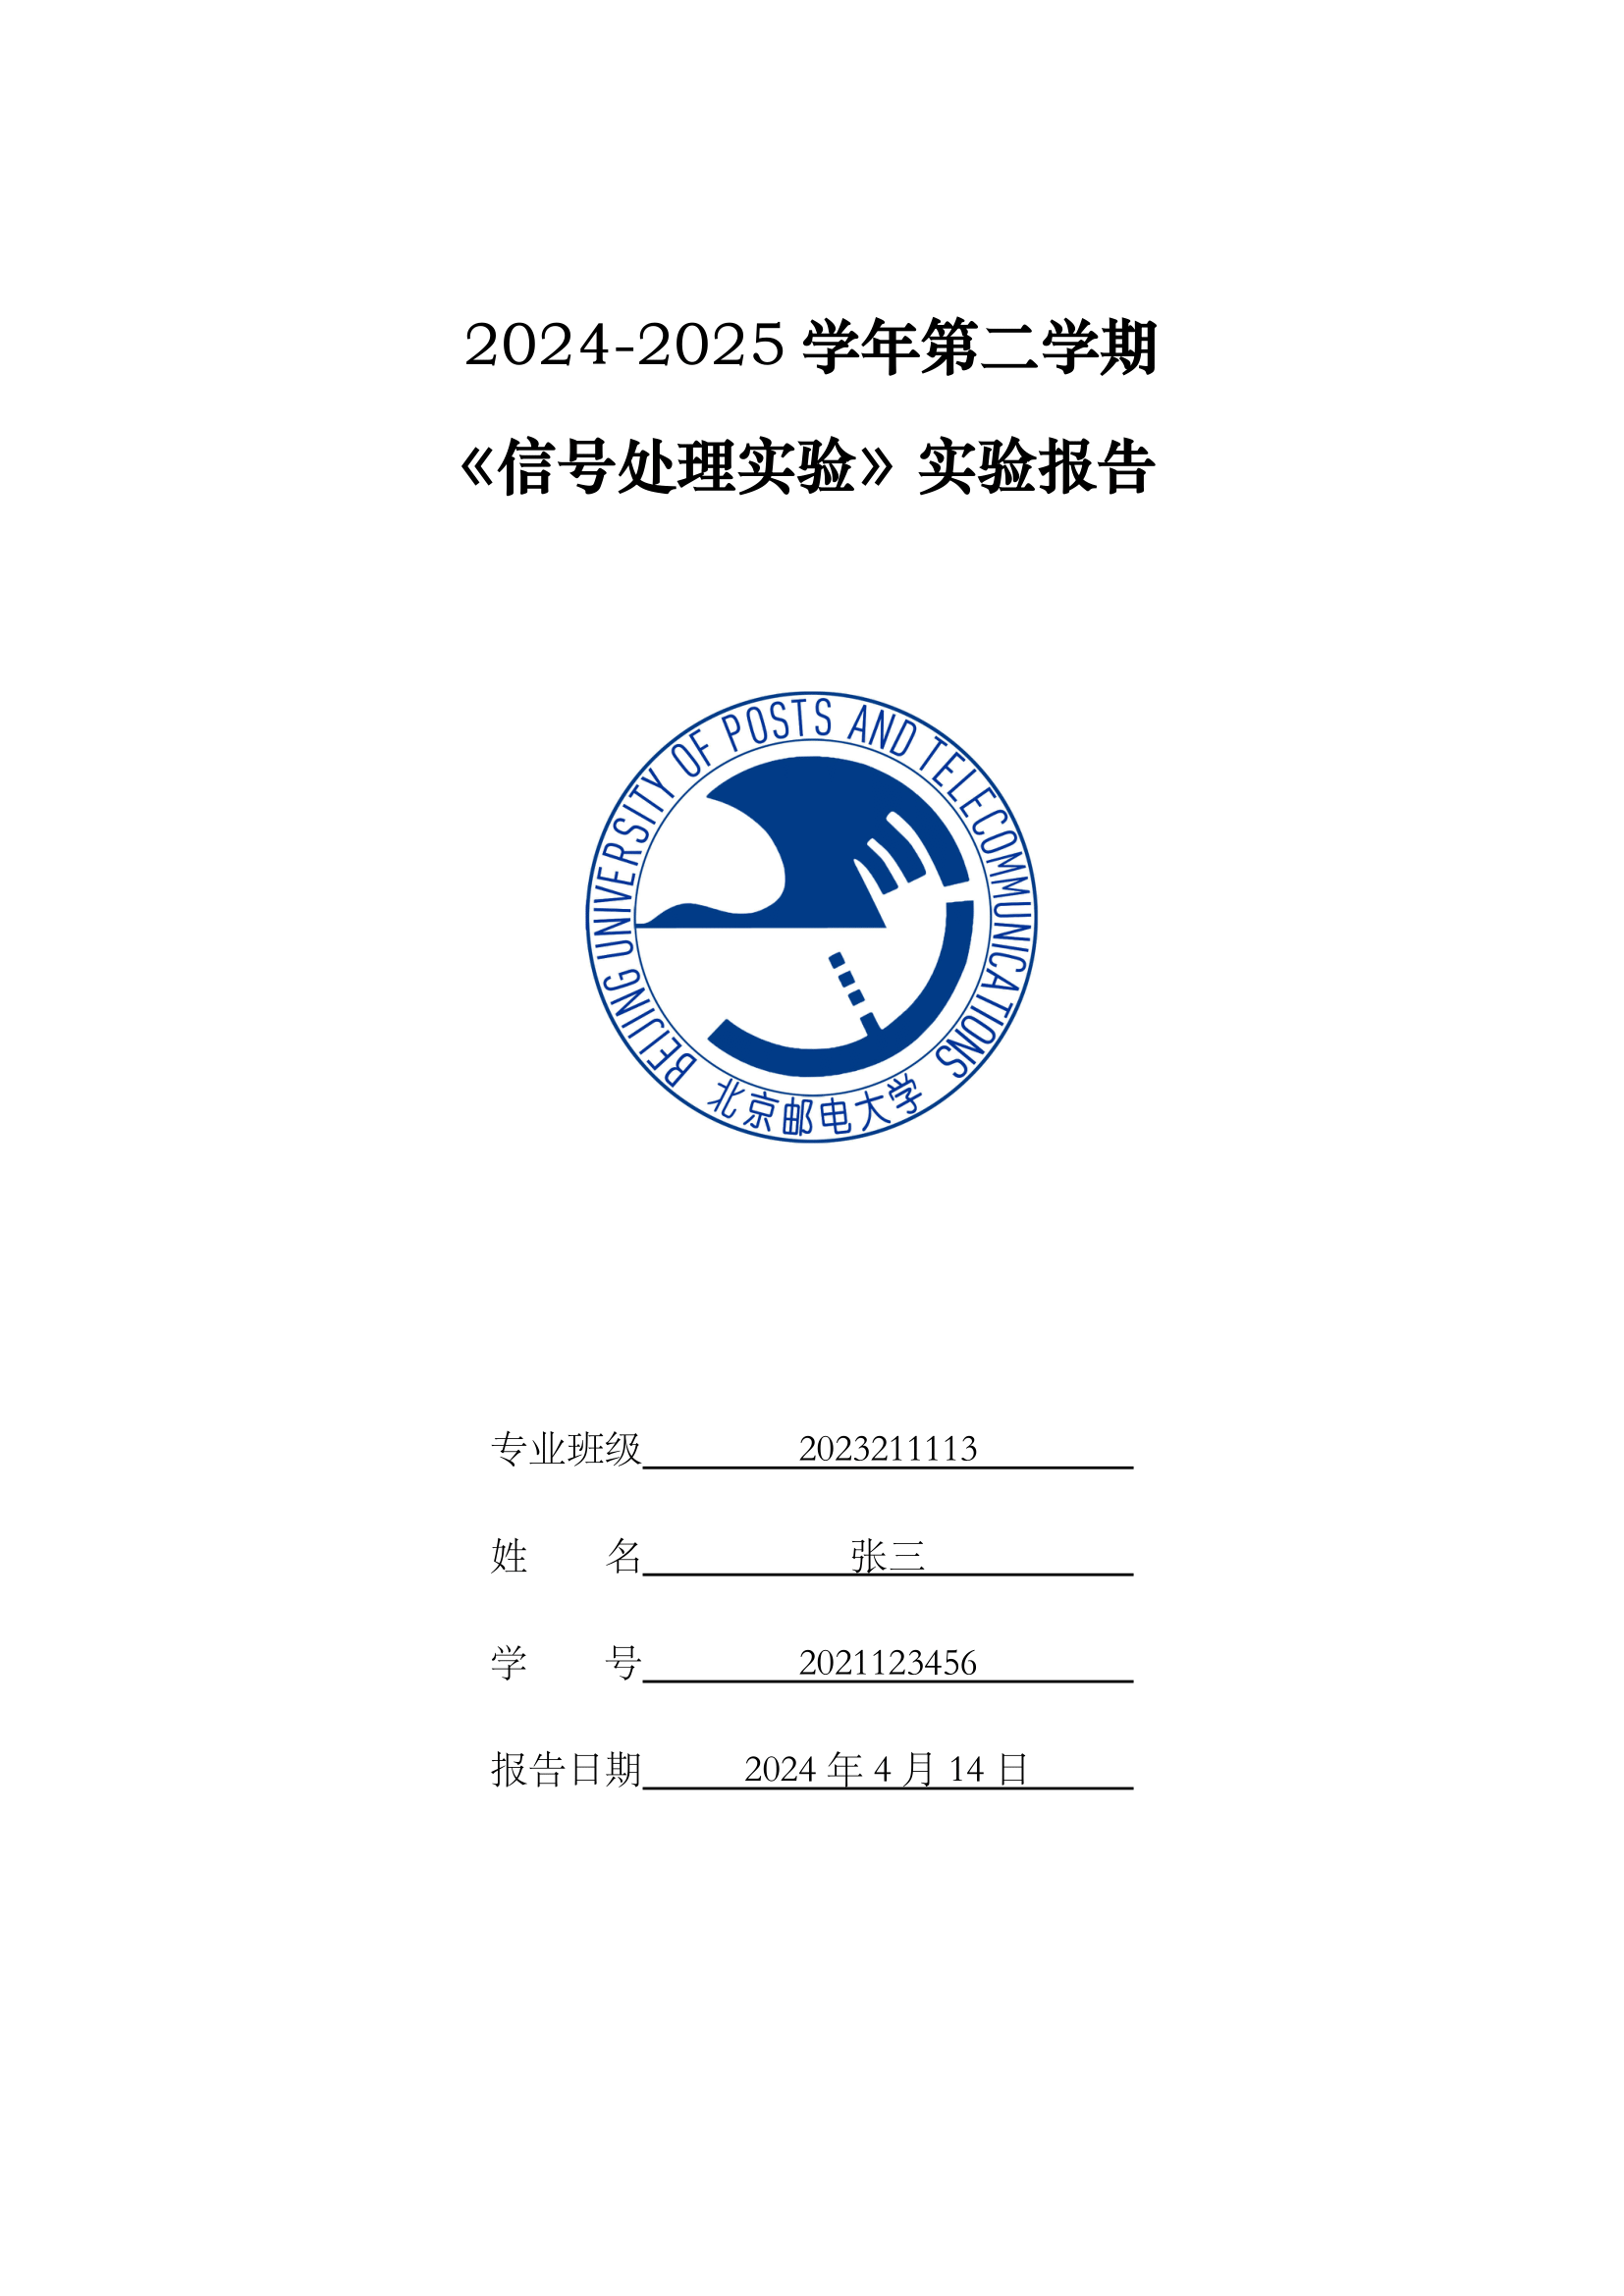 2024-2025 学年第二学期
《信号处理实验》实验报告
BEIJING UNIVERSITY OF POSTS AND TELECOMMUNICATIONS
北京邮电大学
专业班级 2023211113
姓 名 张三
学 号 2021123456
报告日期 2024 年 4 月 14 日